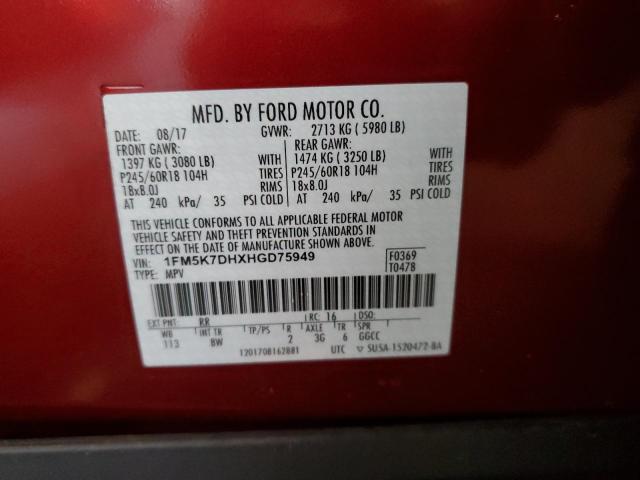 MFD. BY FORD MOTOR CO.
DATE: 08/17 GVWR: 2713 KG ( 5980 LB)
FRONT GAWR: REAR GAWR:
1397 KG ( 3080 LB) WITH 1474 KG ( 3250 LB) WITH
P245/60R18 104H TIRES P245/60R18 104H TIRES
18x8.0J RIMS 18x8.0J RIMS
AT 240 kPa/ 35 PSI COLD AT 240 kPa/ 35 PSI COLD
THIS VEHICLE CONFORMS TO ALL APPLICABLE FEDERAL MOTOR
VEHICLE SAFETY AND THEFT PREVENTION STANDARDS IN
EFFECT ON THE DATE OF MANUFACTURE SHOWN ABOVE.
VIN: 1FM5K7DHXHGD75949 F0369
TYPE: MPV T0478
EXT PNT: RR RC: 16 DSO:
WB INT TR TP/PS R AXLE TR SPR
113 BW 2 3G 6 GGCC
1201708162881 UTC SU5A-1520472-BA